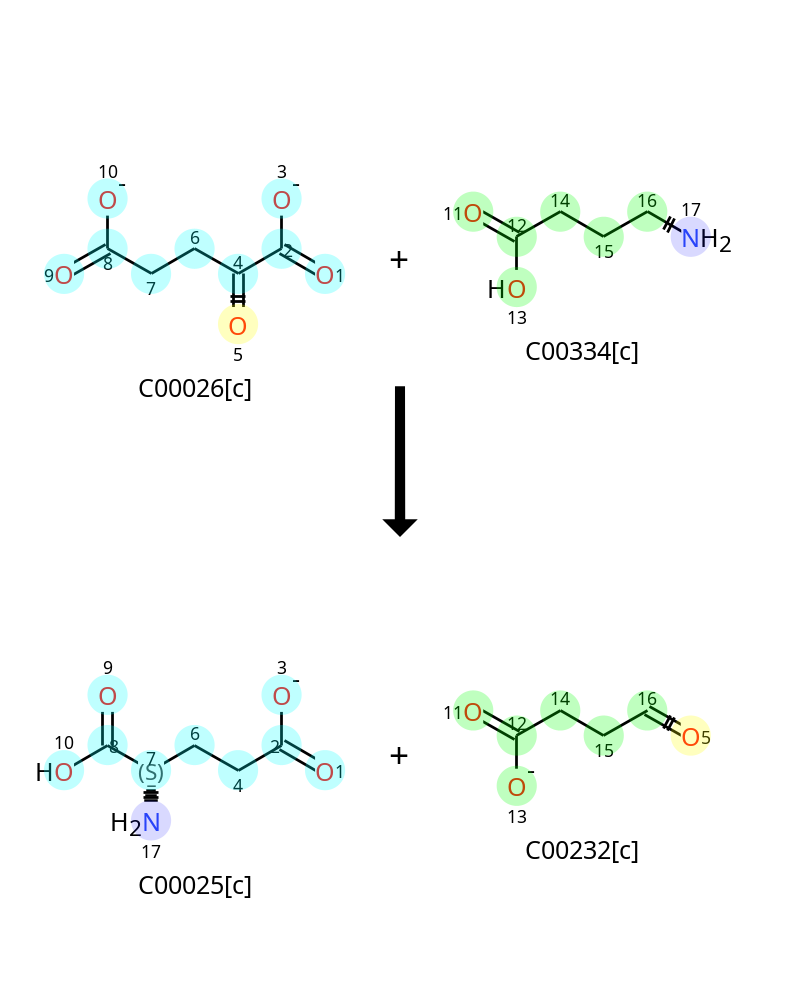 10 3
O- O-
6 4 2
9 O 8 7 O 1
O
5
C00026[c]
+
14 16 17
11 O 12 15 NH2
HO
13
C00334[c]
9 3
O O-
10 8 7 6 2
HO (S) 4 O 1
H2N
17
C00025[c]
+
14 16
11 O 12 15 O 5
O-
13
C00232[c]